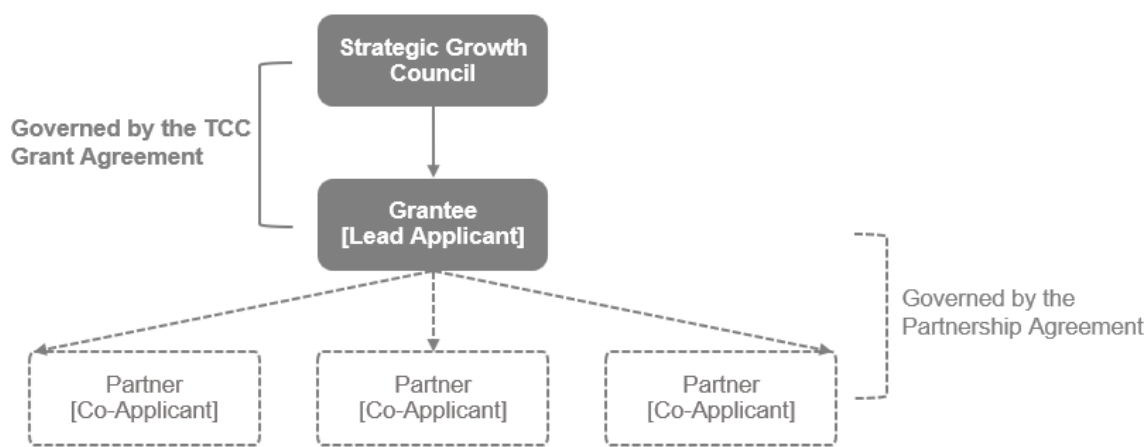 Strategic Growth
Council
Governed by the TCC
Grant Agreement
Grantee
[Lead Applicant]
Governed by the
Partnership Agreement
Partner
[Co-Applicant]
Partner
[Co-Applicant]
Partner
[Co-Applicant]